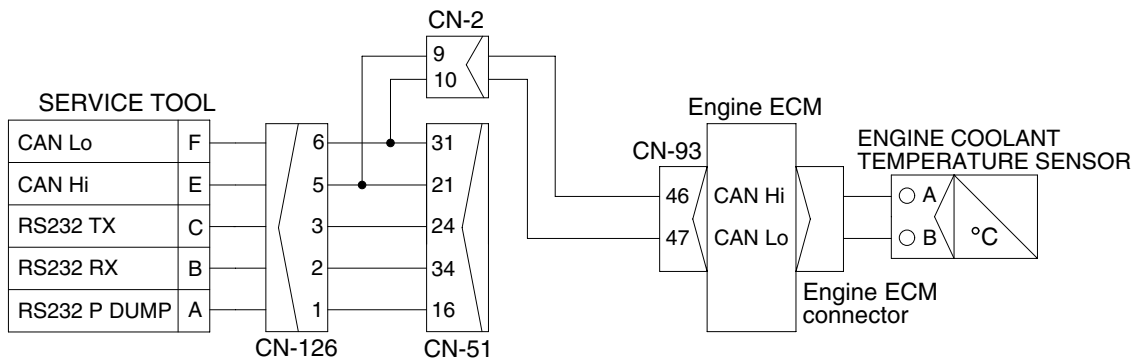 CN-2
9
10
SERVICE TOOL
CAN Lo F 6 31
CAN Hi E 5 21
RS232 TX C 3 24
RS232 RX B 2 34
RS232 P DUMP A 1 16
CN-126
CN-51
Engine ECM
CN-93
46 CAN Hi
47 CAN Lo
Engine ECM
connector
ENGINE COOLANT
TEMPERATURE SENSOR
A
B
°C